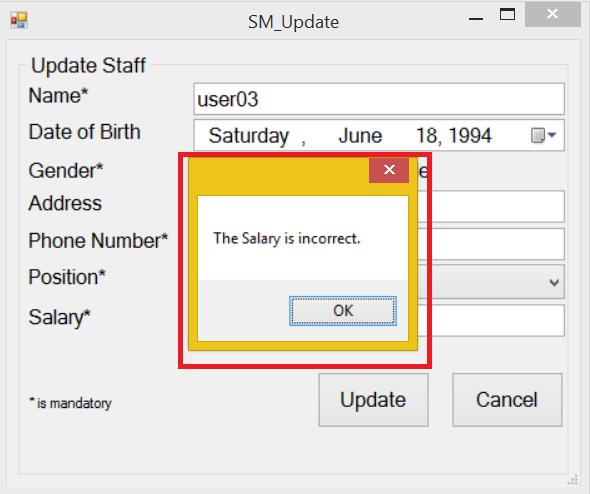 SM_Update
Update Staff
Name*
user03
Date of Birth
Saturday , June 18, 1994
Gender*
Address
The Salary is incorrect.
Phone Number*
Position*
OK
Salary*
* is mandatory
Update
Cancel